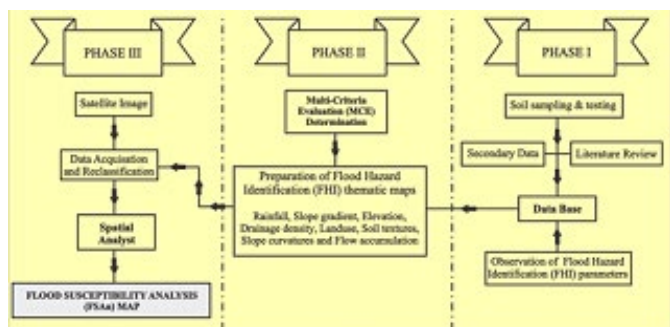 PHASE III
Satellite Image
Data Acquisation
and Reclassification
Spatial
Analyst
FLOOD SUSCEPTIBILITY ANALYSIS
(FSAn) MAP
PHASE II
Multi-Criteria
Evaluation (MCE)
Determination
Preparation of Flood Hazard
Identification (FHI) thematic maps
Rainfall, Slope gradient, Elevation,
Drainage density, Landuse, Soil textures,
Slope curvatures and Flow accumulation
PHASE I
Soil sampling & testing
Secondary Data
Literature Review
Data Base
Observation of Flood Hazard
Identification (FHI) parameters